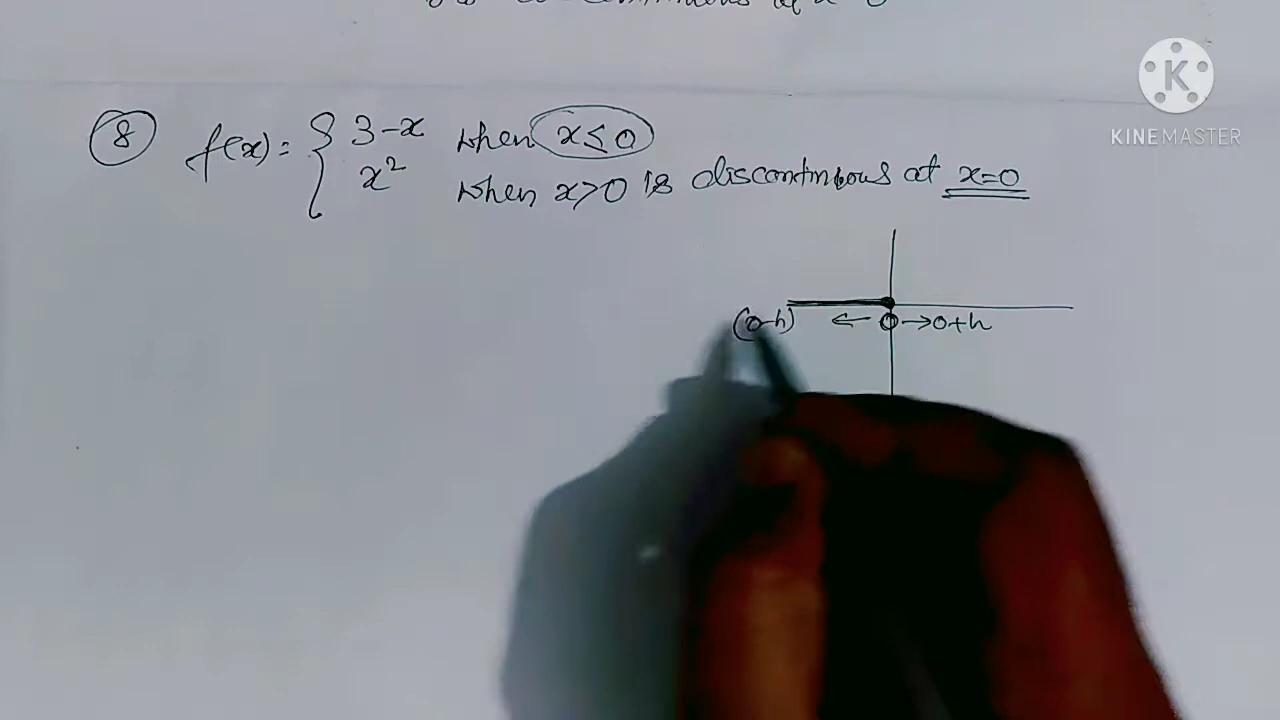 KINEMASTER
⑧ f(x) = { 3-x when x≤0
x² when x>0 is discontinuous at x=0
(0-h) ← 0 → 0+h